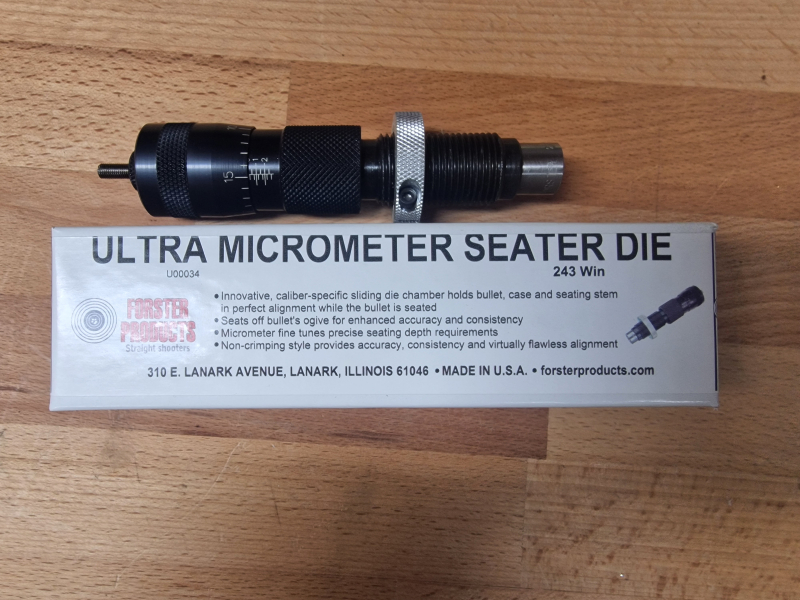 15
1
2
ULTRA MICROMETER SEATER DIE
U00034
243 Win
FORSTER
PRODUCTS
Straight shooters
• Innovative, caliber-specific sliding die chamber holds bullet, case and seating stem
in perfect alignment while the bullet is seated
• Seats off bullet's ogive for enhanced accuracy and consistency
• Micrometer fine tunes precise seating depth requirements
• Non-crimping style provides accuracy, consistency and virtually flawless alignment
310 E. LANARK AVENUE, LANARK, ILLINOIS 61046 • MADE IN U.S.A. • forsterproducts.com